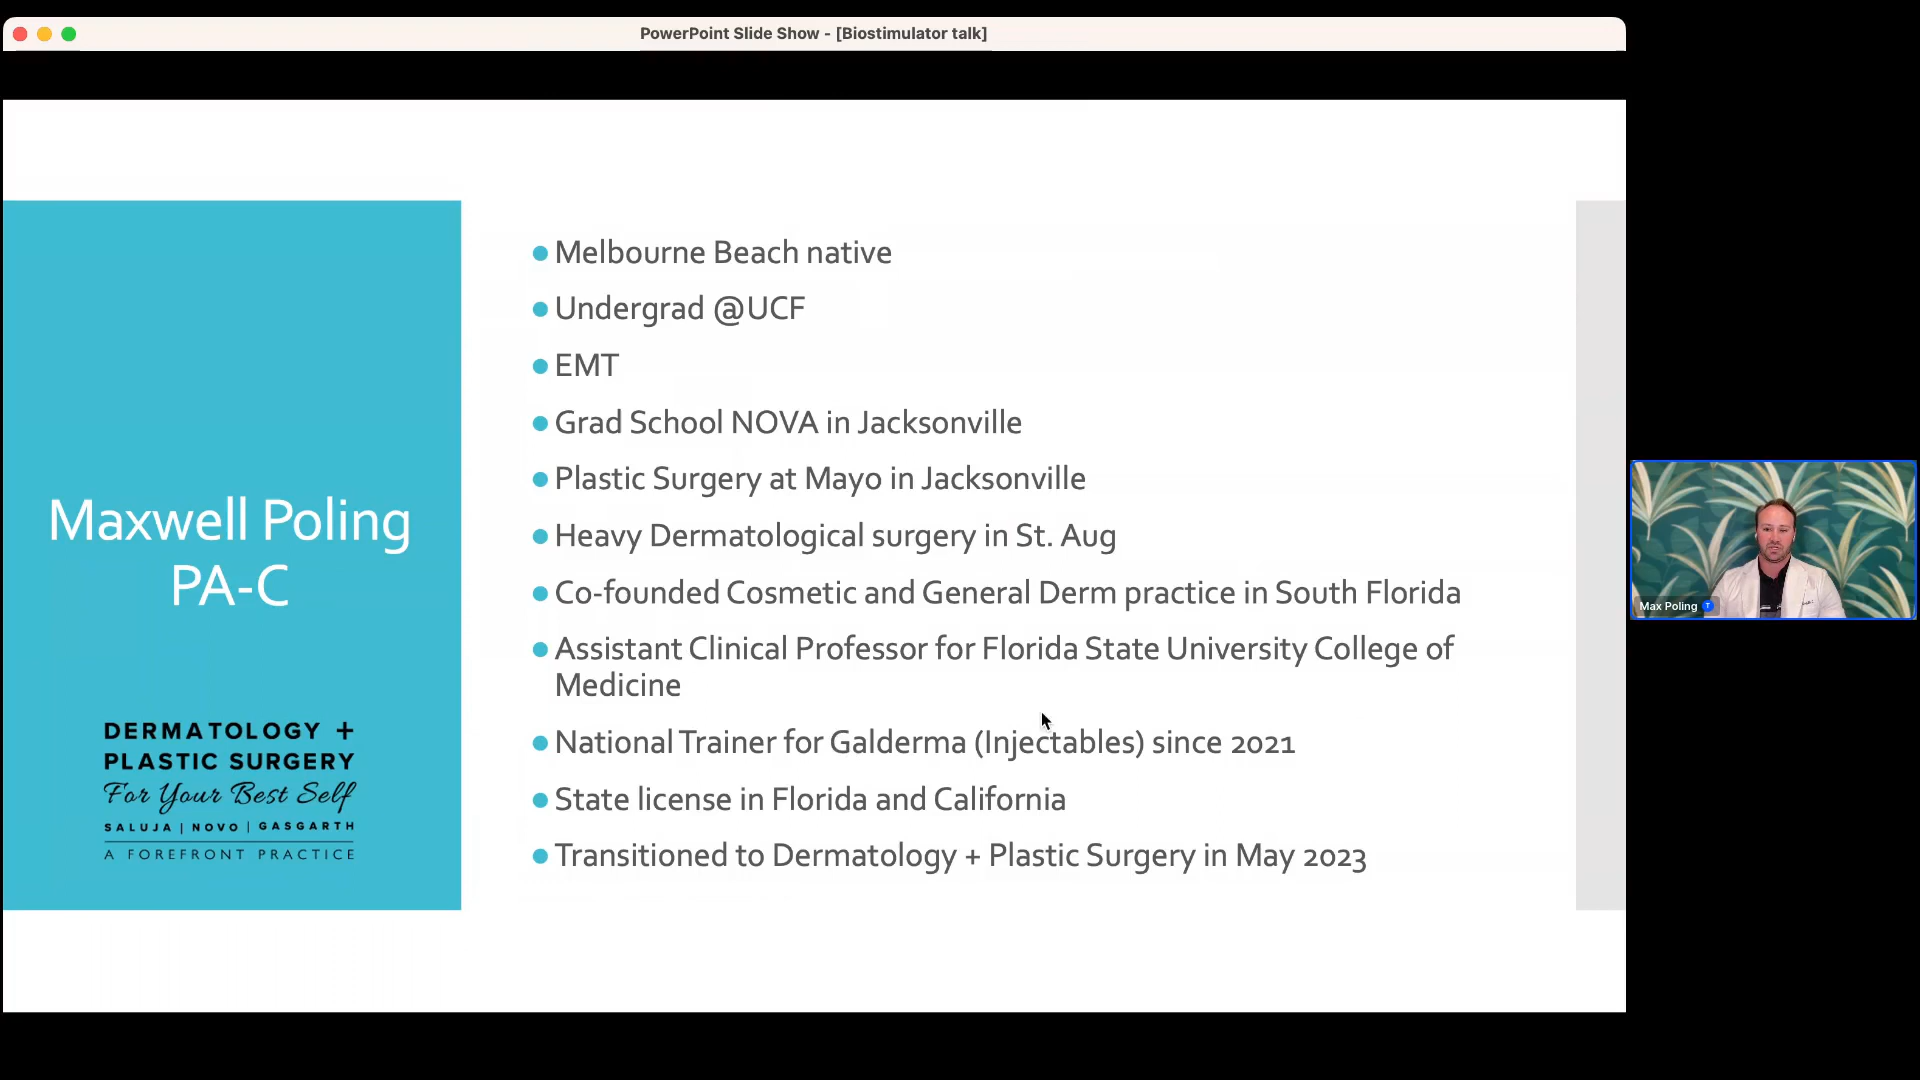 PowerPoint Slide Show - [Biostimulator talk]
Maxwell Poling
PA-C
DERMATOLOGY +
PLASTIC SURGERY
For Your Best Self
SALUJA | NOVO | GASGARTH
A FOREFRONT PRACTICE
Melbourne Beach native
Undergrad @UCF
EMT
Grad School NOVA in Jacksonville
Plastic Surgery at Mayo in Jacksonville
Heavy Dermatological surgery in St. Aug
Co-founded Cosmetic and General Derm practice in South Florida
Assistant Clinical Professor for Florida State University College of
Medicine
National Trainer for Galderma (Injectables) since 2021
State license in Florida and California
Transitioned to Dermatology + Plastic Surgery in May 2023
Max Poling